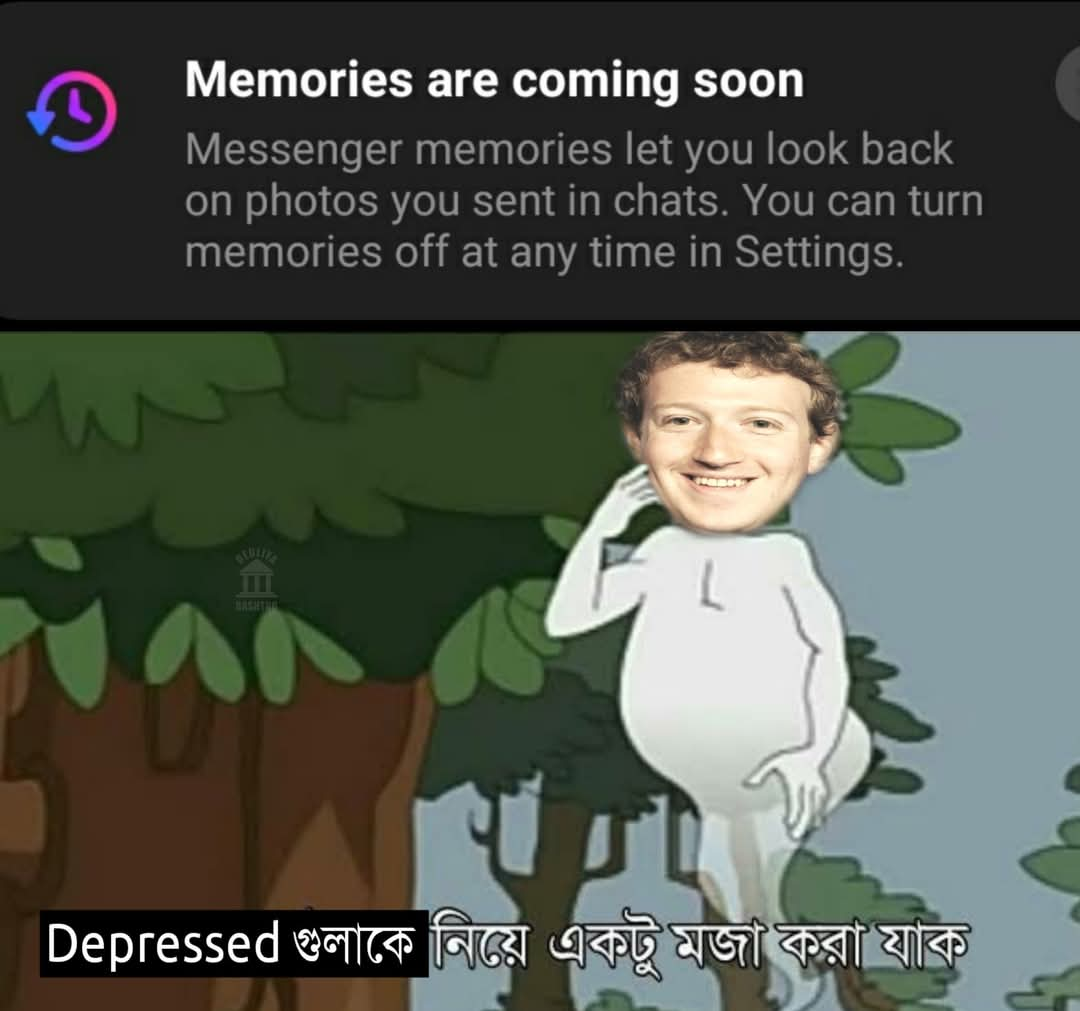 Memories are coming soon
Messenger memories let you look back
on photos you sent in chats. You can turn
memories off at any time in Settings.
Depressed গুলাকে নিয়ে একটু মজা করা যাক